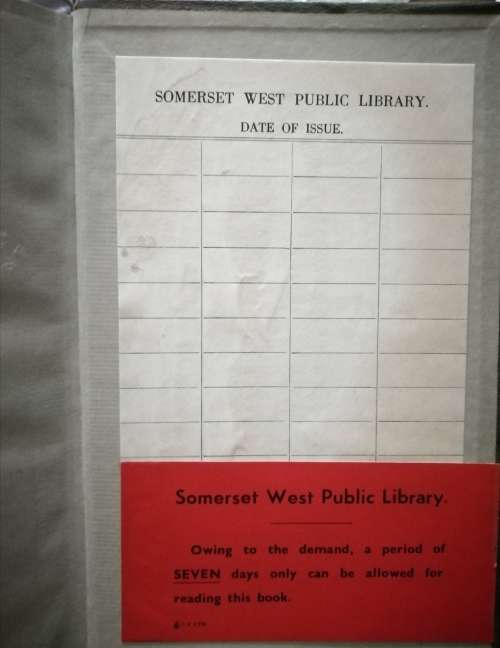 SOMERSET WEST PUBLIC LIBRARY.
DATE OF ISSUE.
Somerset West Public Library.
Owing to the demand, a period of
SEVEN days only can be allowed for
reading this book.